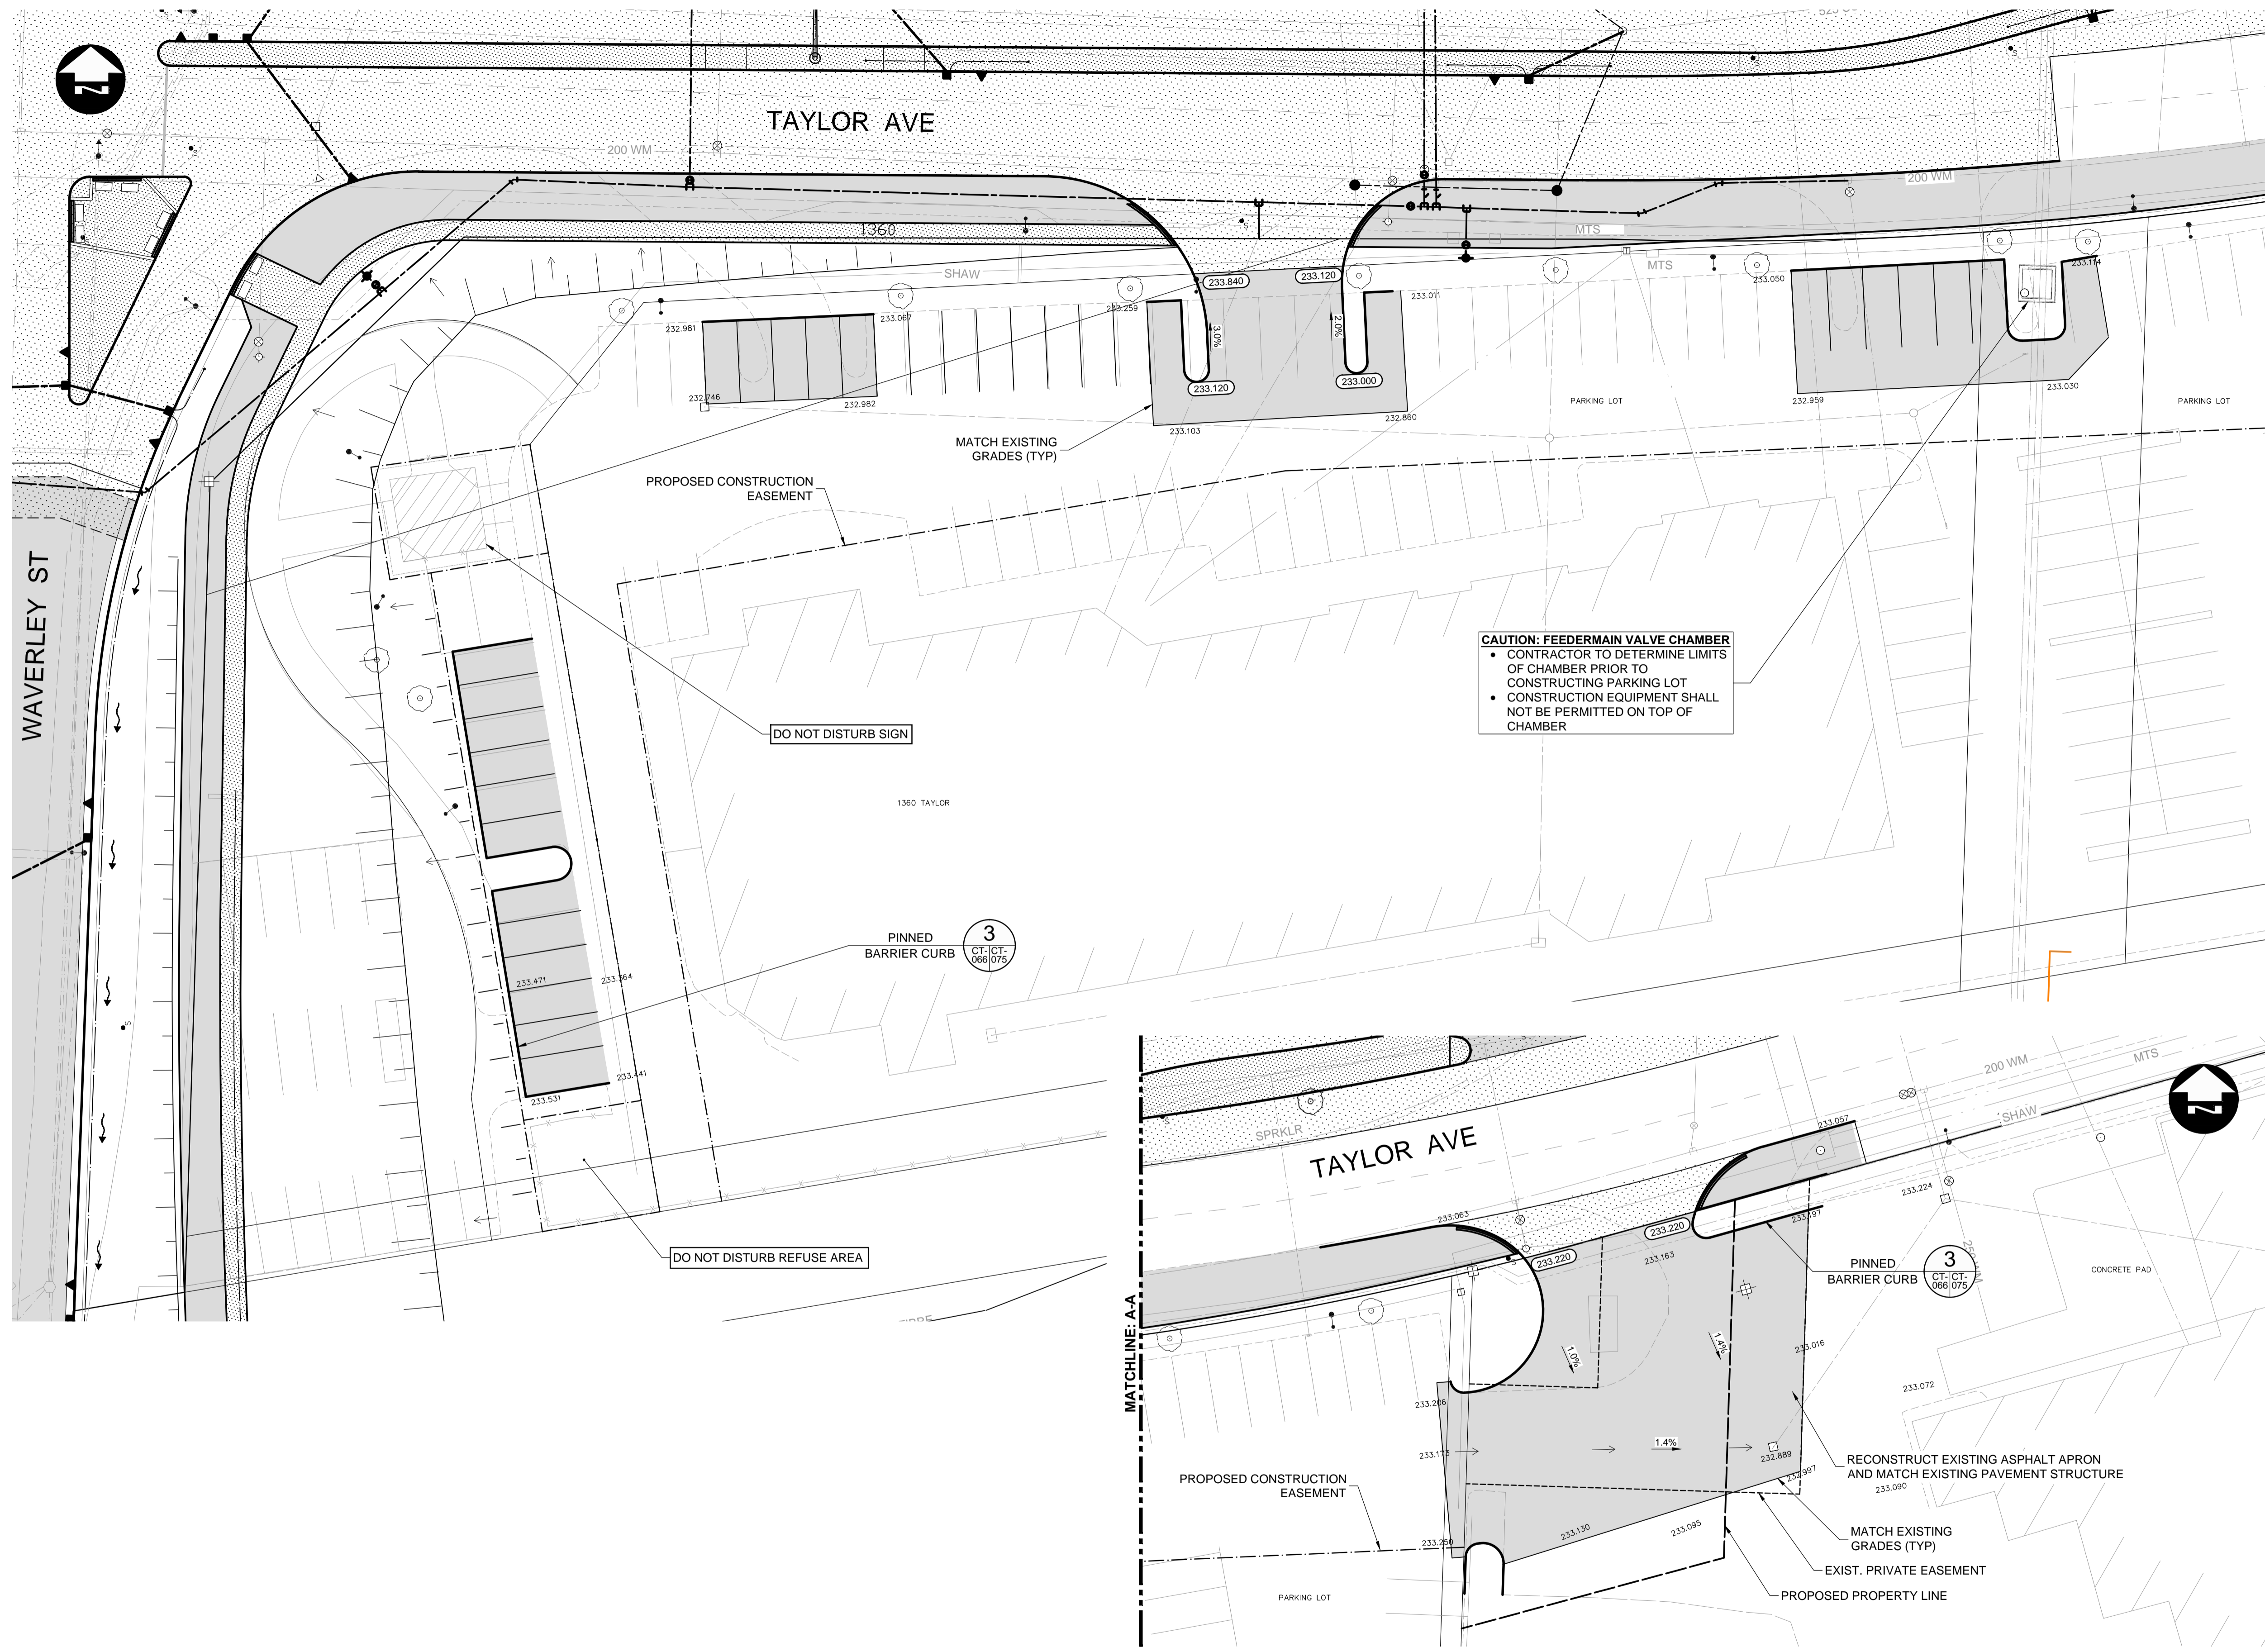 TAYLOR AVE
200 WM
200 WM
1360
MTS
MTS
SHAW
233.840
233.120
233.114
233.050
233.011
233.259
232.981
233.067
3.0%
2.0%
233.120
233.000
232.746
232.982
232.959
233.030
232.860
233.103
PARKING LOT
PARKING LOT
MATCH EXISTING
GRADES (TYP)
PROPOSED CONSTRUCTION
EASEMENT
WAVERLEY ST
CAUTION: FEEDERMAIN VALVE CHAMBER
• CONTRACTOR TO DETERMINE LIMITS
OF CHAMBER PRIOR TO
CONSTRUCTING PARKING LOT
• CONSTRUCTION EQUIPMENT SHALL
NOT BE PERMITTED ON TOP OF
CHAMBER
DO NOT DISTURB SIGN
1360 TAYLOR
PINNED
BARRIER CURB
3
CT-066
CT-075
233.471
233.364
233.441
233.531
DO NOT DISTURB REFUSE AREA
200 WM
MTS
SHAW
SPRKLR
TAYLOR AVE
233.057
233.224
233.197
233.063
233.220
233.220
233.163
PINNED
BARRIER CURB
3
CT-066
CT-075
CONCRETE PAD
MATCHLINE: A-A
1.0%
1.4%
233.016
233.072
233.206
233.173
1.4%
232.889
232.997
233.090
RECONSTRUCT EXISTING ASPHALT APRON
AND MATCH EXISTING PAVEMENT STRUCTURE
PROPOSED CONSTRUCTION
EASEMENT
233.130
233.095
233.250
MATCH EXISTING
GRADES (TYP)
EXIST. PRIVATE EASEMENT
PROPOSED PROPERTY LINE
PARKING LOT